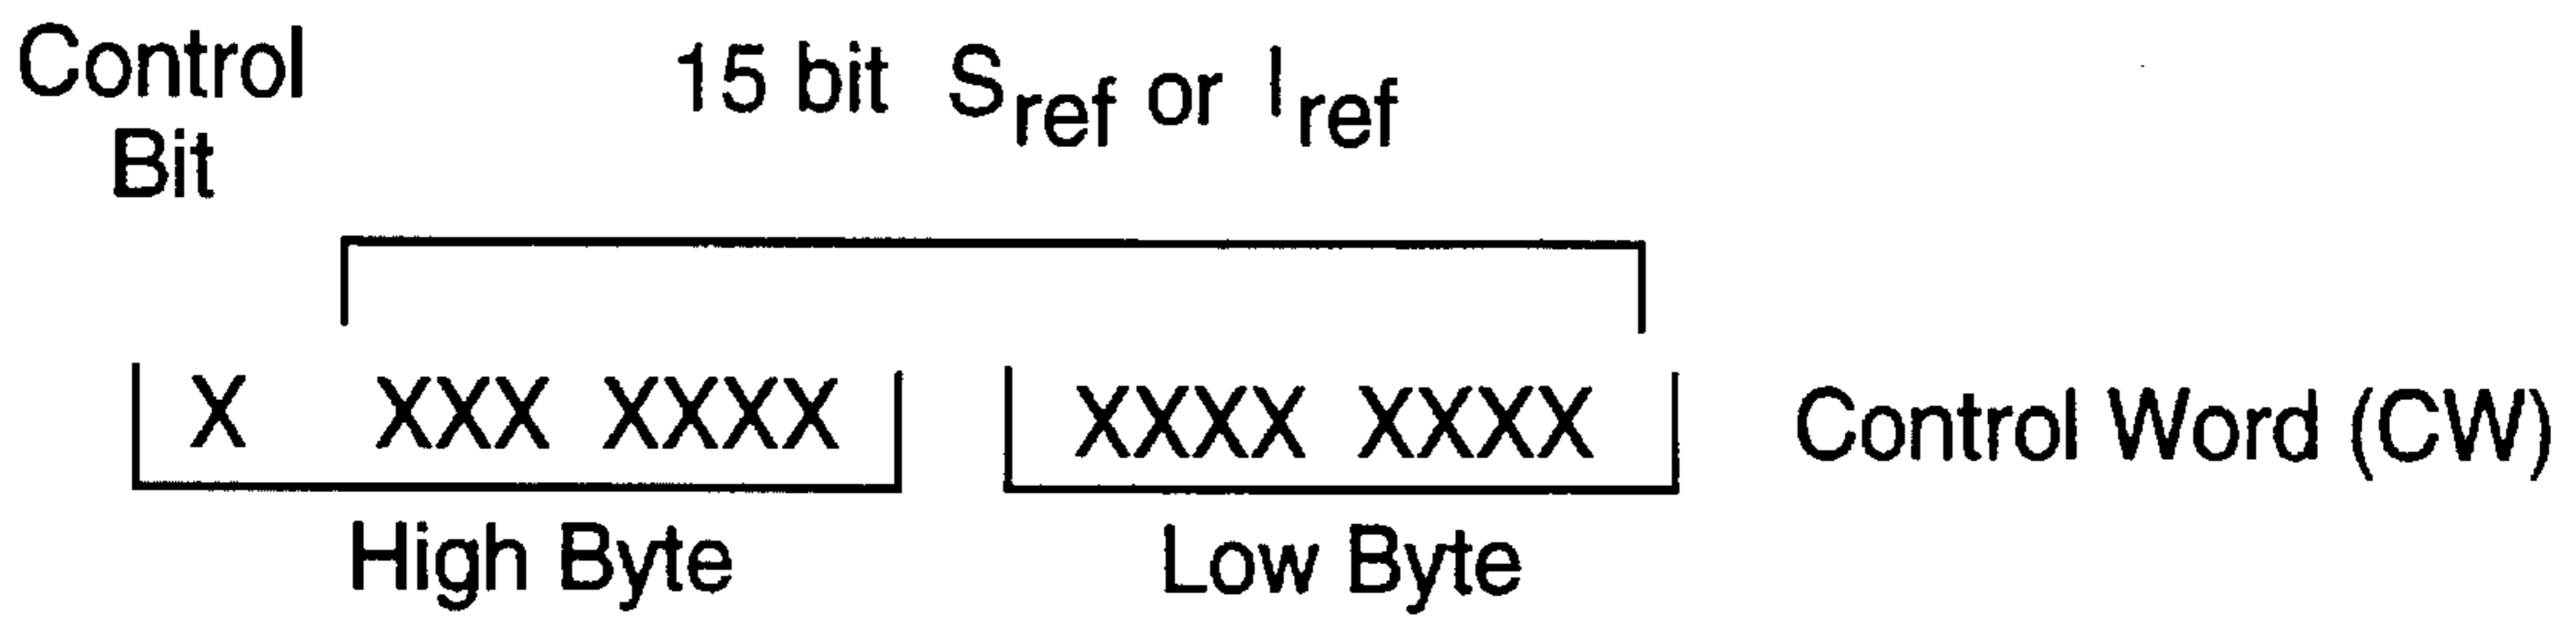 Control
Bit
15 bit S_ref or I_ref
X XXX XXXX XXXX XXXX Control Word (CW)
High Byte Low Byte